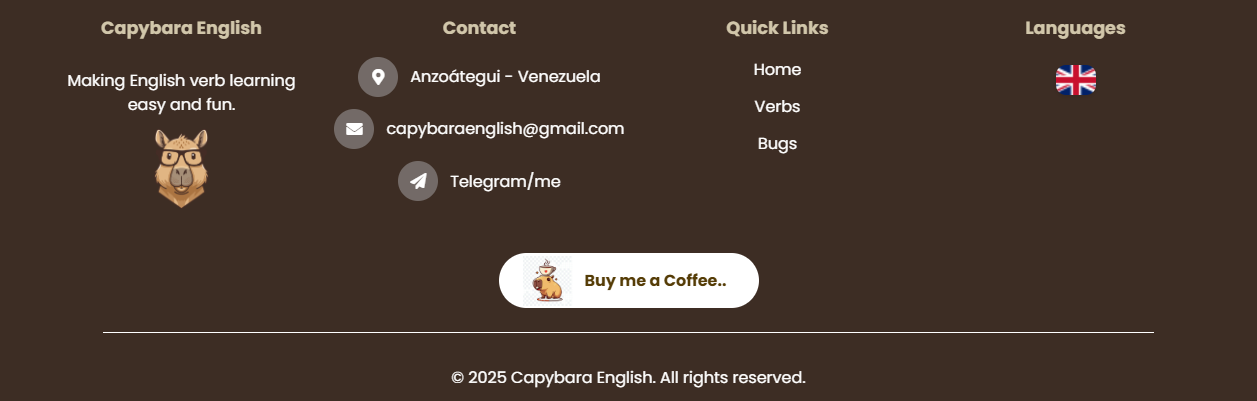 Capybara English
Making English verb learning
easy and fun.
Contact
Anzoátegui - Venezuela
capybaraenglish@gmail.com
Telegram/me
Quick Links
Home
Verbs
Bugs
Languages
Buy me a Coffee..
© 2025 Capybara English. All rights reserved.